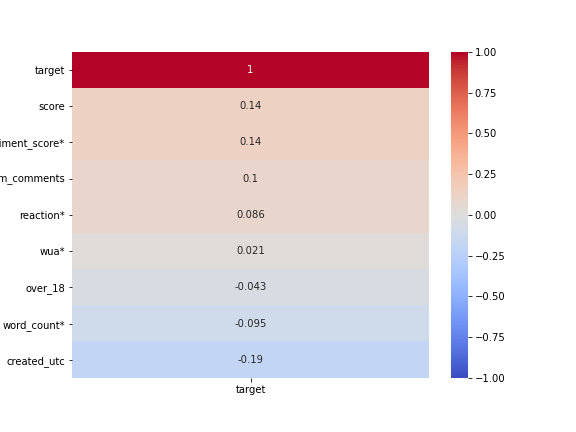 target 1
score 0.14
iment_score* 0.14
m_comments 0.1
reaction* 0.086
wua* 0.021
over_18 -0.043
word_count* -0.095
created_utc -0.19
target
1.00
0.75
0.50
0.25
0.00
−0.25
−0.50
−0.75
−1.00